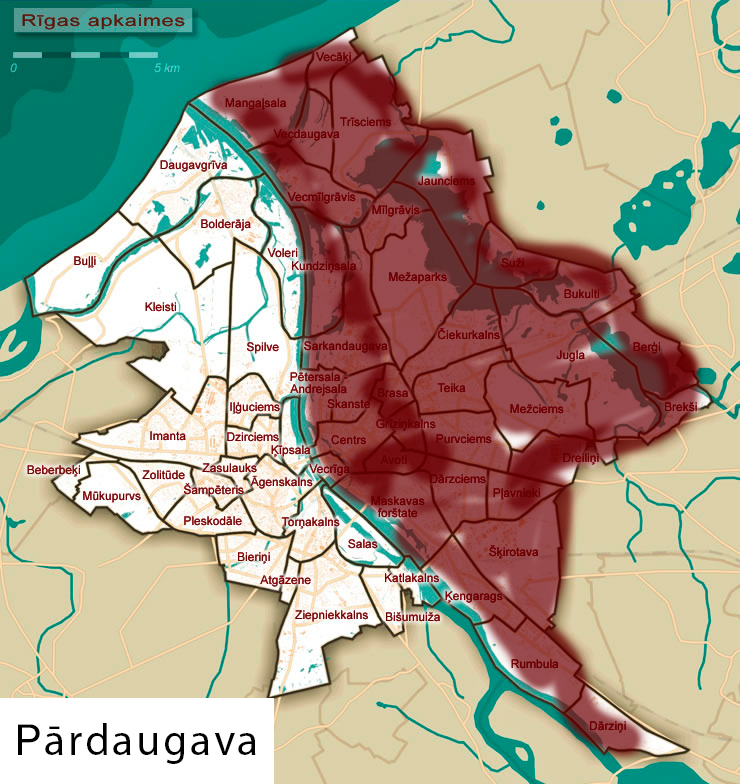 Rīgas apkaimes
0 5 km
Vecāķi
Mangaļsala
Trīsciems
Vecdaugava
Daugavgrīva
Jaunciems
Vecmīlgrāvis
Mīlgrāvis
Bolderāja
Voleri
Buļļi
Kundziņsala
Suži
Mežaparks
Bukulti
Kleisti
Čiekurkalns
Spilve
Sarkandaugava
Berģi
Jugla
Pētersala -
Andrejsala
Brasa
Teika
Skanste
Iļģuciems
Mežciems
Brekši
Grīziņkalns
Imanta
Dzirciems
Centrs
Purvciems
Ķīpsala
Avoti
Dreiliņi
Beberbeķi
Zolitūde
Zasulauks
Vecrīga
Āgenskalns
Dārzciems
Šampēteris
Mūkupurvs
Pļavnieki
Maskavas
forštate
Pleskodāle
Torņakalns
Salas
Šķirotava
Bieriņi
Atgāzene
Katlakalns
Ķengarags
Ziepniekkalns
Bišumuiža
Rumbula
Dārziņi
Pārdaugava